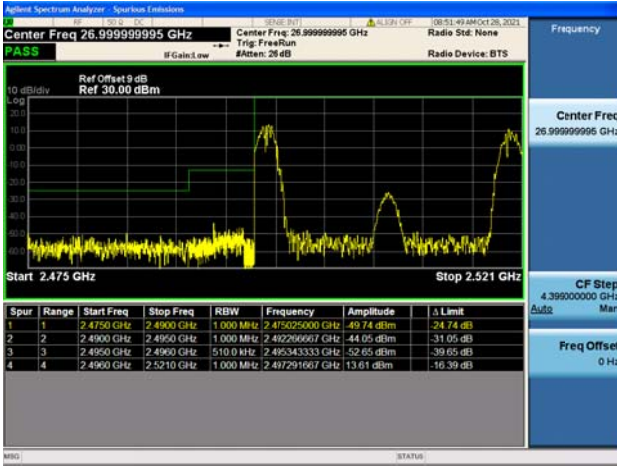 Agilent Spectrum Analyzer - Spurious Emissions
RF 50 Ω DC SENSE:INT ALIGN OFF 08:51:49 AM Oct 28, 2021
Center Freq 26.999999995 GHz
Center Freq: 26.999999995 GHz
Radio Std: None
Trig: FreeRun
PASS
IFGain:Low
#Atten: 26 dB
Radio Device: BTS
Ref Offset 9 dB
10 dB/div Ref 30.00 dBm
Log
20.0
10.0
0.00
Start 2.475 GHz
Stop 2.521 GHz
Spur Range Start Freq Stop Freq RBW Frequency Amplitude Δ Limit
1 1 2.4750 GHz 2.4900 GHz 1.000 MHz 2.475025000 GHz -49.74 dBm -24.74 dB
2 2 2.4900 GHz 2.4950 GHz 1.000 MHz 2.492266667 GHz -44.05 dBm -31.05 dB
3 3 2.4950 GHz 2.4960 GHz 510.0 kHz 2.495343333 GHz -52.65 dBm -39.65 dB
4 4 2.4960 GHz 2.5210 GHz 1.000 MHz 2.497291667 GHz 13.61 dBm -16.39 dB
MSG
STATUS
Frequency
Center Freq
26.999999995 GHz
CF Step
4.399000000 GHz
Auto Man
Freq Offset
0 Hz